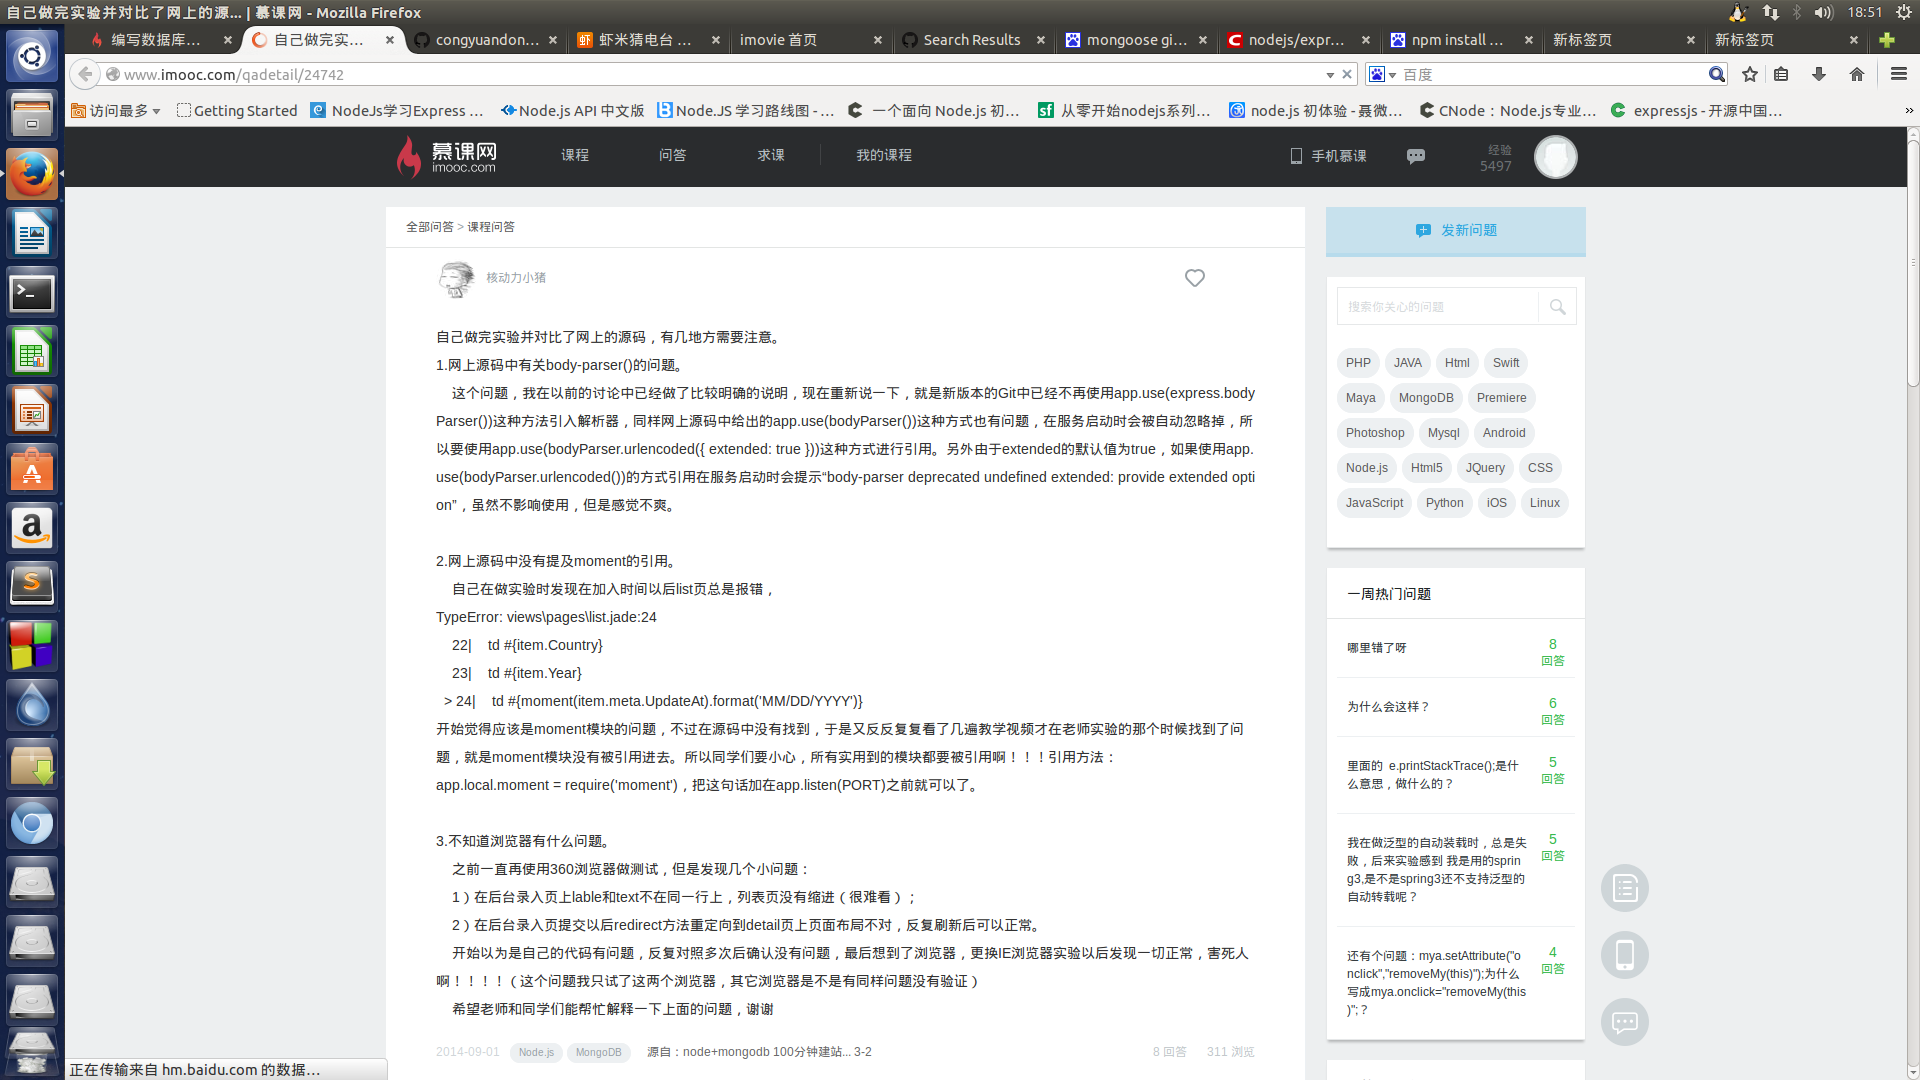 自己做完实验并对比了网上的源... | 慕课网 - Mozilla Firefox
18:51
编写数据库...
自己做完实...
congyuandon...
虾米猜电台 ...
imovie 首页
Search Results
mongoose gi...
nodejs/expr...
npm install ...
新标签页
新标签页
www.imooc.com/qadetail/24742
百度
访问最多
Getting Started
NodeJs学习Express ...
Node.js API 中文版
Node.JS 学习路线图 - ...
一个面向 Node.js 初...
从零开始nodejs系列...
node.js 初体验 - 聂微...
CNode：Node.js专业...
expressjs - 开源中国...
»
慕课网
imooc.com
课程
问答
求课
我的课程
手机慕课
经验
5497
全部问答 > 课程问答
核动力小猪
自己做完实验并对比了网上的源码，有几地方需要注意。
1.网上源码中有关body-parser()的问题。
这个问题，我在以前的讨论中已经做了比较明确的说明，现在重新说一下，就是新版本的Git中已经不再使用app.use(express.body
Parser())这种方法引入解析器，同样网上源码中给出的app.use(bodyParser())这种方式也有问题，在服务启动时会被自动忽略掉，所
以要使用app.use(bodyParser.urlencoded({ extended: true }))这种方式进行引用。另外由于extended的默认值为true，如果使用app.
use(bodyParser.urlencoded())的方式引用在服务启动时会提示“body-parser deprecated undefined extended: provide extended opti
on”，虽然不影响使用，但是感觉不爽。
2.网上源码中没有提及moment的引用。
自己在做实验时发现在加入时间以后list页总是报错，
TypeError: views\pages\list.jade:24
22|    td #{item.Country}
23|    td #{item.Year}
> 24|    td #{moment(item.meta.UpdateAt).format('MM/DD/YYYY')}
开始觉得应该是moment模块的问题，不过在源码中没有找到，于是又反反复复看了几遍教学视频才在老师实验的那个时候找到了问
题，就是moment模块没有被引用进去。所以同学们要小心，所有实用到的模块都要被引用啊！！！引用方法：
app.local.moment = require('moment')，把这句话加在app.listen(PORT)之前就可以了。
3.不知道浏览器有什么问题。
之前一直再使用360浏览器做测试，但是发现几个小问题：
1）在后台录入页上lable和text不在同一行上，列表页没有缩进（很难看）；
2）在后台录入页提交以后redirect方法重定向到detail页上页面布局不对，反复刷新后可以正常。
开始以为是自己的代码有问题，反复对照多次后确认没有问题，最后想到了浏览器，更换IE浏览器实验以后发现一切正常，害死人
啊！！！！（这个问题我只试了这两个浏览器，其它浏览器是不是有同样问题没有验证）
希望老师和同学们能帮忙解释一下上面的问题，谢谢
2014-09-01
Node.js
MongoDB
源自：node+mongodb 100分钟建站... 3-2
8 回答
311 浏览
发新问题
搜索你关心的问题
PHP
JAVA
Html
Swift
Maya
MongoDB
Premiere
Photoshop
Mysql
Android
Node.js
Html5
JQuery
CSS
JavaScript
Python
iOS
Linux
一周热门问题
哪里错了呀
8
回答
为什么会这样？
6
回答
里面的 e.printStackTrace();是什
么意思，做什么的？
5
回答
我在做泛型的自动装载时，总是失
败，后来实验感到 我是用的sprin
g3,是不是spring3还不支持泛型的
自动转载呢？
5
回答
还有个问题：mya.setAttribute("o
nclick","removeMy(this)");为什么
写成mya.onclick="removeMy(this
)";？
4
回答
正在传输来自 hm.baidu.com 的数据...